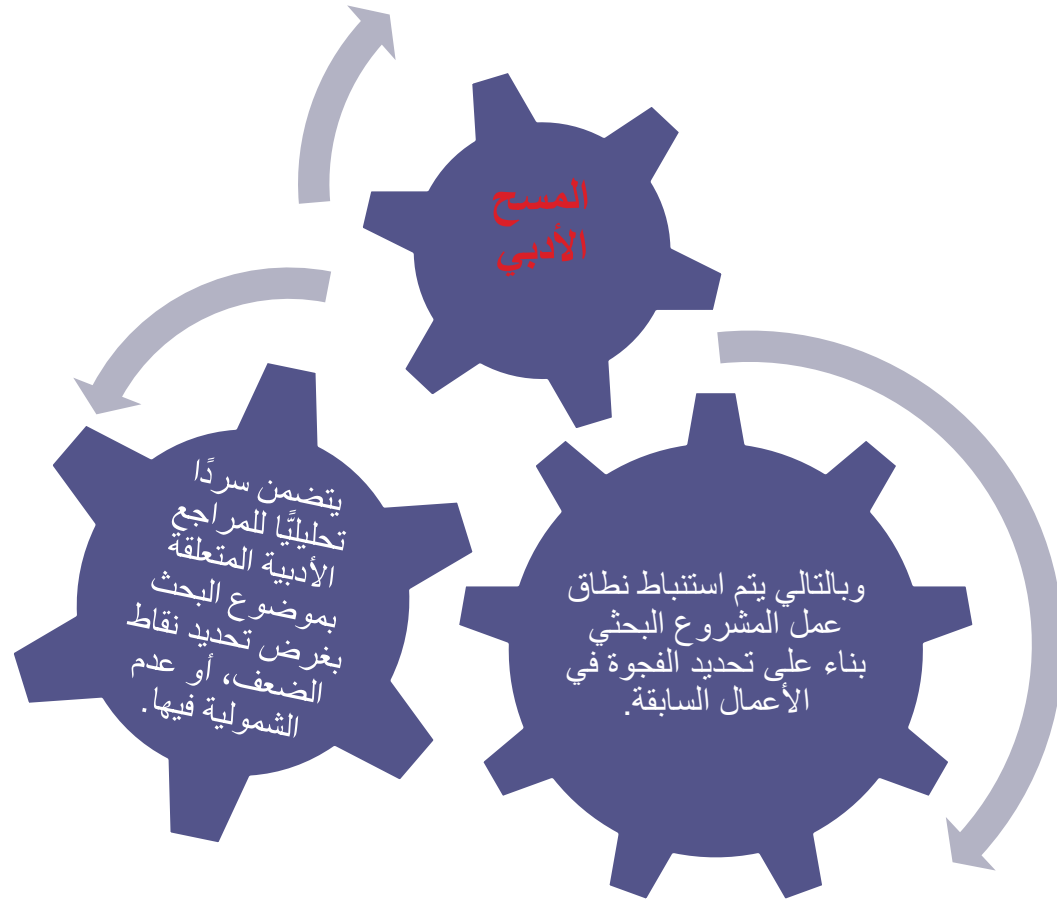 المسح
الأدبي
يتضمن سردًا
تحليليًّا للمراجع
الأدبية المتعلقة
بموضوع البحث
بغرض تحديد نقاط
الضعف، أو عدم
الشمولية فيها.
وبالتالي يتم استنباط نطاق
عمل المشروع البحثي
بناء على تحديد الفجوة في
الأعمال السابقة.